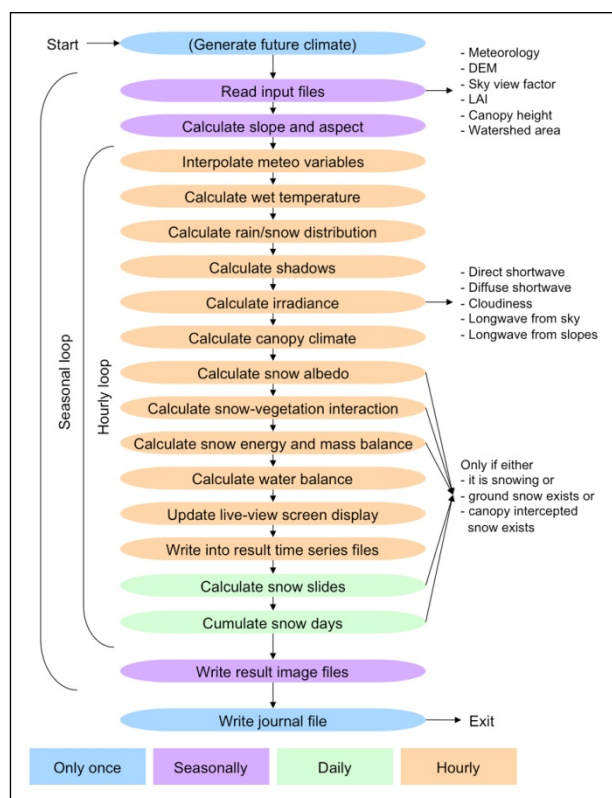 Start
(Generate future climate)
Read input files
- Meteorology
- DEM
- Sky view factor
- LAI
- Canopy height
- Watershed area
Calculate slope and aspect
Interpolate meteo variables
Calculate wet temperature
Calculate rain/snow distribution
Calculate shadows
Calculate irradiance
- Direct shortwave
- Diffuse shortwave
- Cloudiness
- Longwave from sky
- Longwave from slopes
Calculate canopy climate
Calculate snow albedo
Calculate snow-vegetation interaction
Calculate snow energy and mass balance
Calculate water balance
Update live-view screen display
Write into result time series files
Calculate snow slides
Cumulate snow days
Only if either
- it is snowing or
- ground snow exists or
- canopy intercepted
snow exists
Seasonal loop
Hourly loop
Write result image files
Write journal file
Exit
Only once
Seasonally
Daily
Hourly